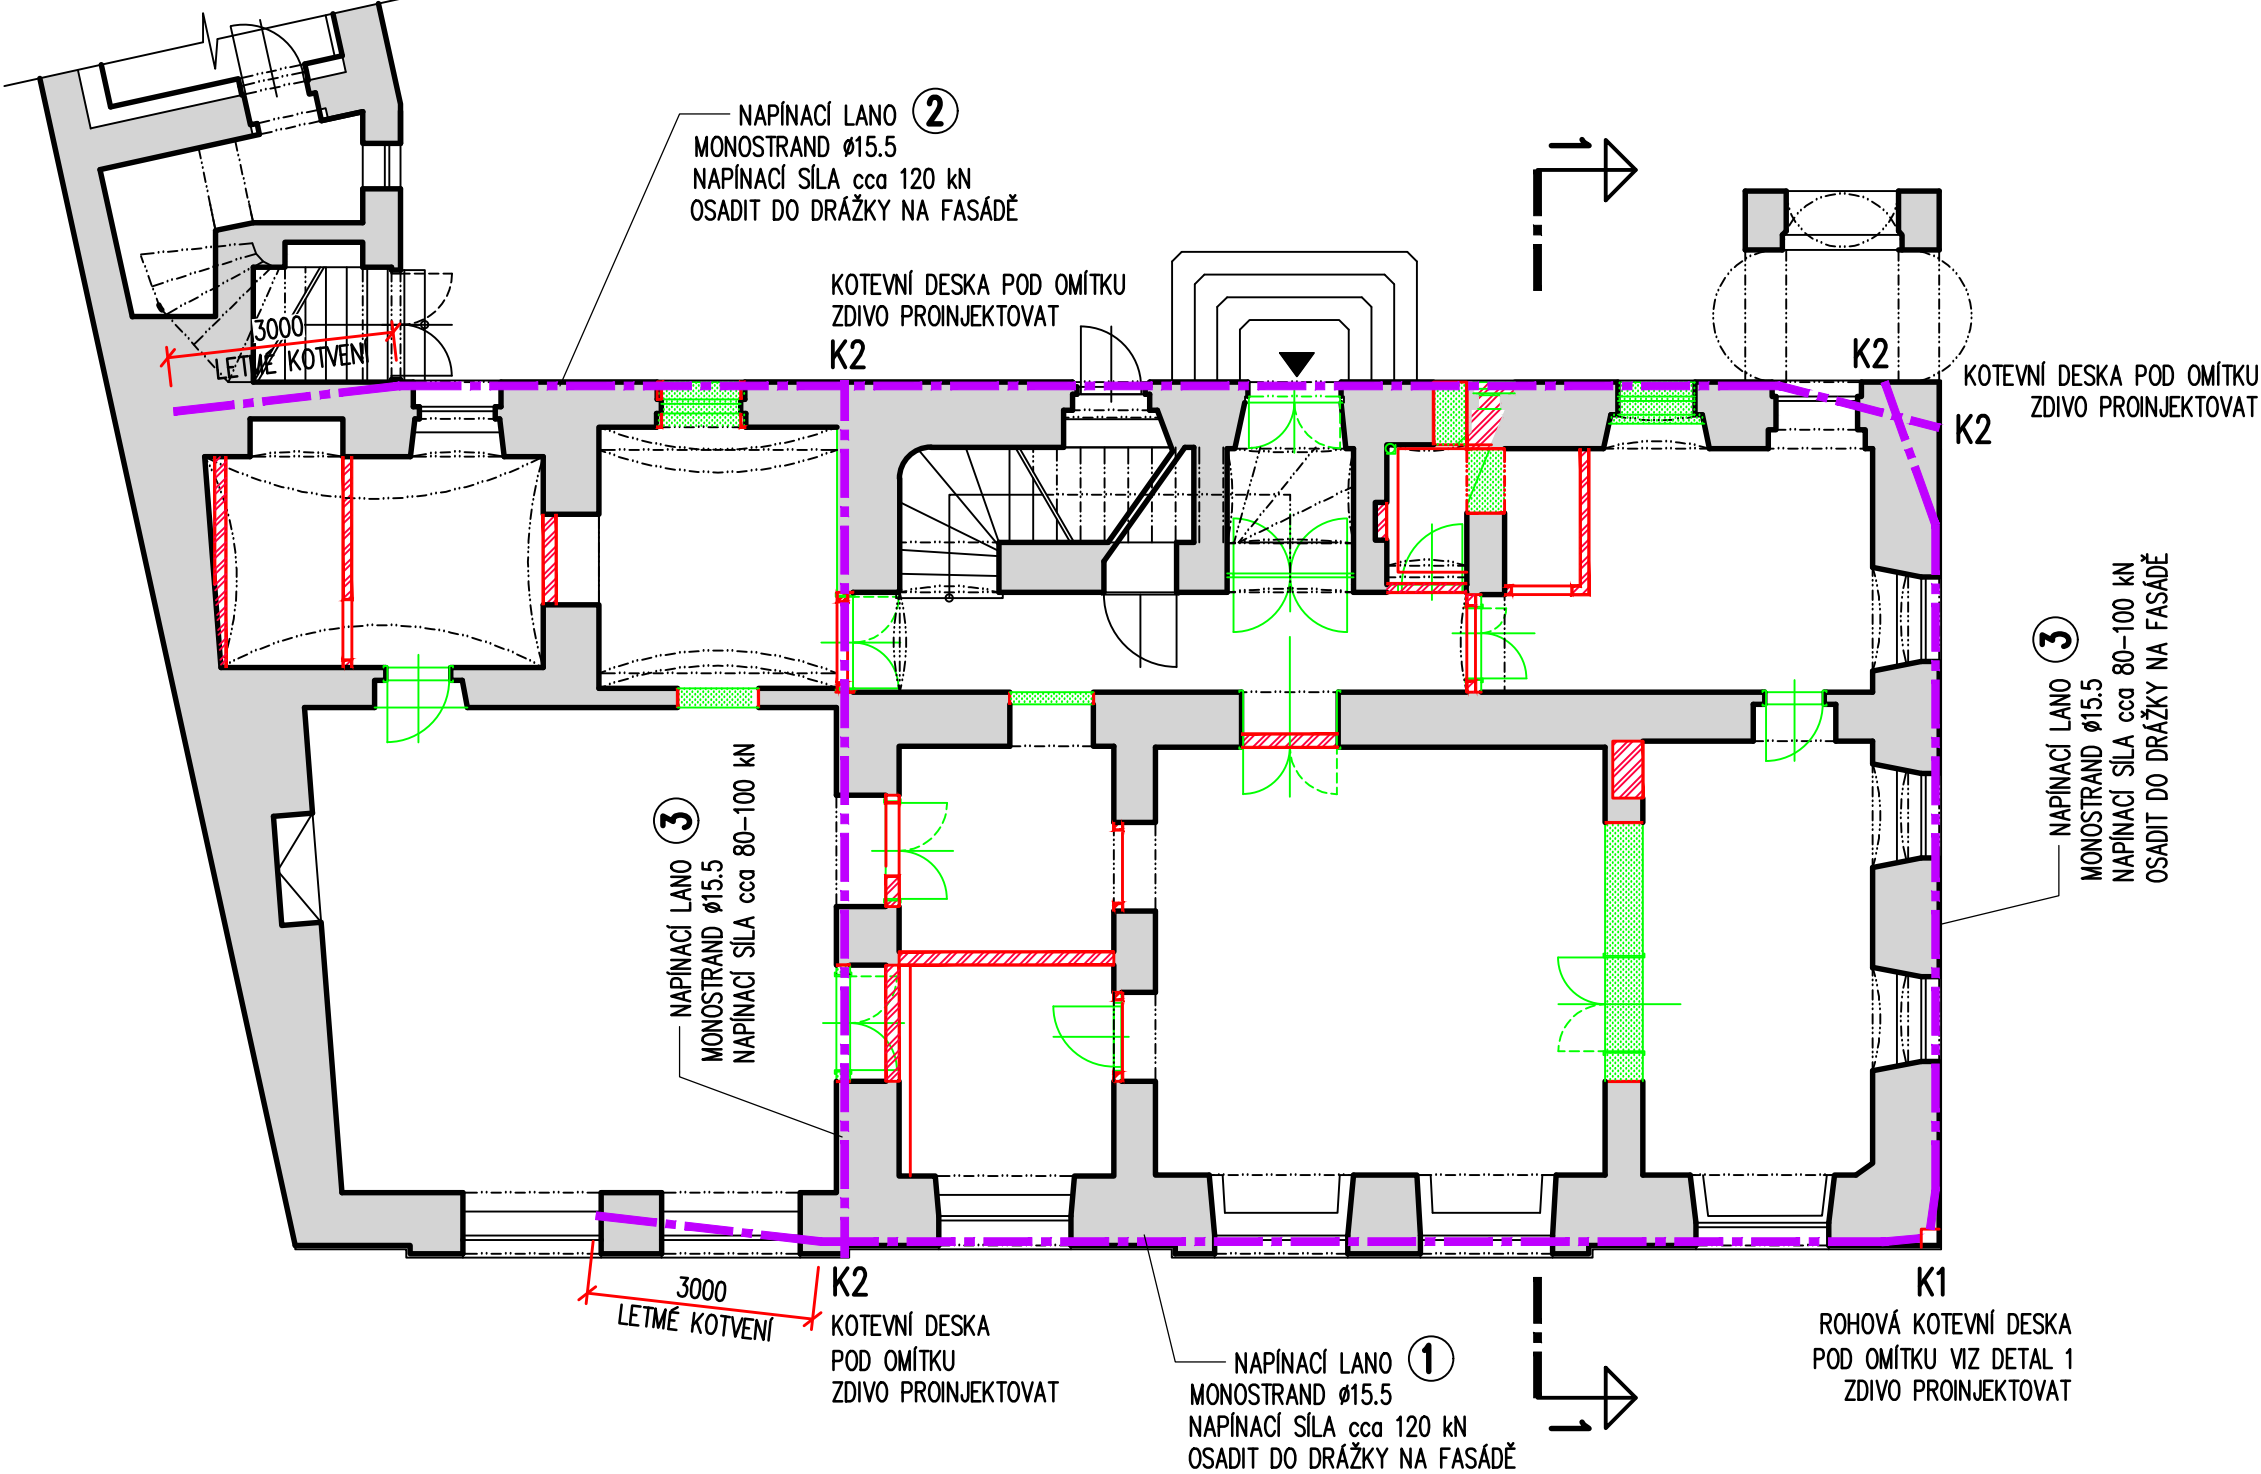 NAPÍNACÍ LANO 2
MONOSTRAND ø15.5
NAPÍNACÍ SÍLA cca 120 kN
OSADIT DO DRÁŽKY NA FASÁDĚ
1
KOTEVNÍ DESKA POD OMÍTKU
ZDIVO PROINJEKTOVAT
K2
3000
LETMÉ KOTVENÍ
K2
KOTEVNÍ DESKA POD OMÍTKU
ZDIVO PROINJEKTOVAT
K2
NAPÍNACÍ LANO 3
MONOSTRAND ø15.5
NAPÍNACÍ SÍLA cca 80-100 kN
OSADIT DO DRÁŽKY NA FASÁDĚ
NAPÍNACÍ LANO 3
MONOSTRAND ø15.5
NAPÍNACÍ SÍLA cca 80-100 kN
3000
LETMÉ KOTVENÍ
K2
KOTEVNÍ DESKA
POD OMÍTKU
ZDIVO PROINJEKTOVAT
NAPÍNACÍ LANO 1
MONOSTRAND ø15.5
NAPÍNACÍ SÍLA cca 120 kN
OSADIT DO DRÁŽKY NA FASÁDĚ
1
K1
ROHOVÁ KOTEVNÍ DESKA
POD OMÍTKU VIZ DETAL 1
ZDIVO PROINJEKTOVAT